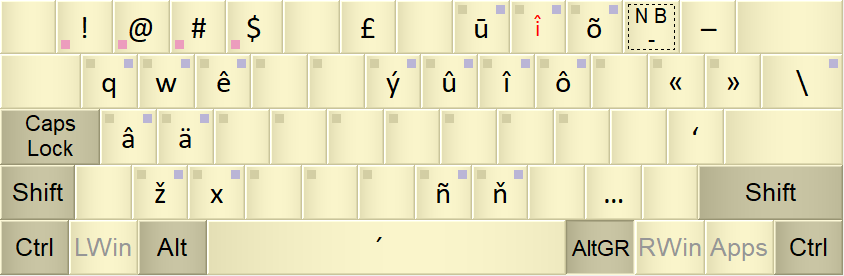 ! @ # $ £ ū î õ N B - –
q w ê ý û î ô « » \
Caps Lock â ä ‘
Shift ž x ñ ň ... Shift
Ctrl LWin Alt ´ AltGR RWin Apps Ctrl